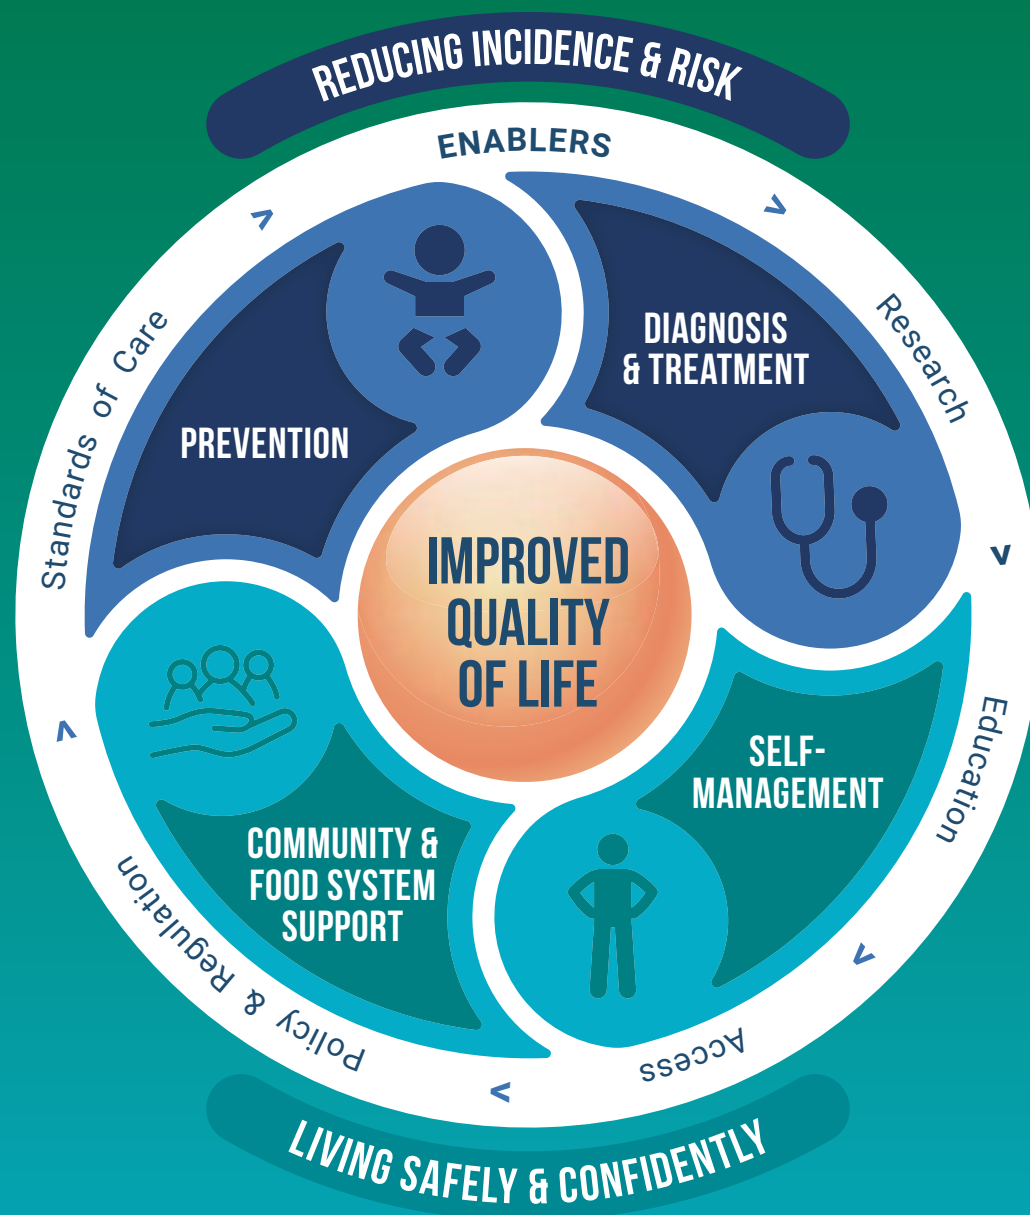 REDUCING INCIDENCE & RISK
ENABLERS
Research
Education
Access
Policy & Regulation
Standards of Care
PREVENTION
DIAGNOSIS
& TREATMENT
IMPROVED
QUALITY
OF LIFE
SELF-
MANAGEMENT
COMMUNITY &
FOOD SYSTEM
SUPPORT
LIVING SAFELY & CONFIDENTLY